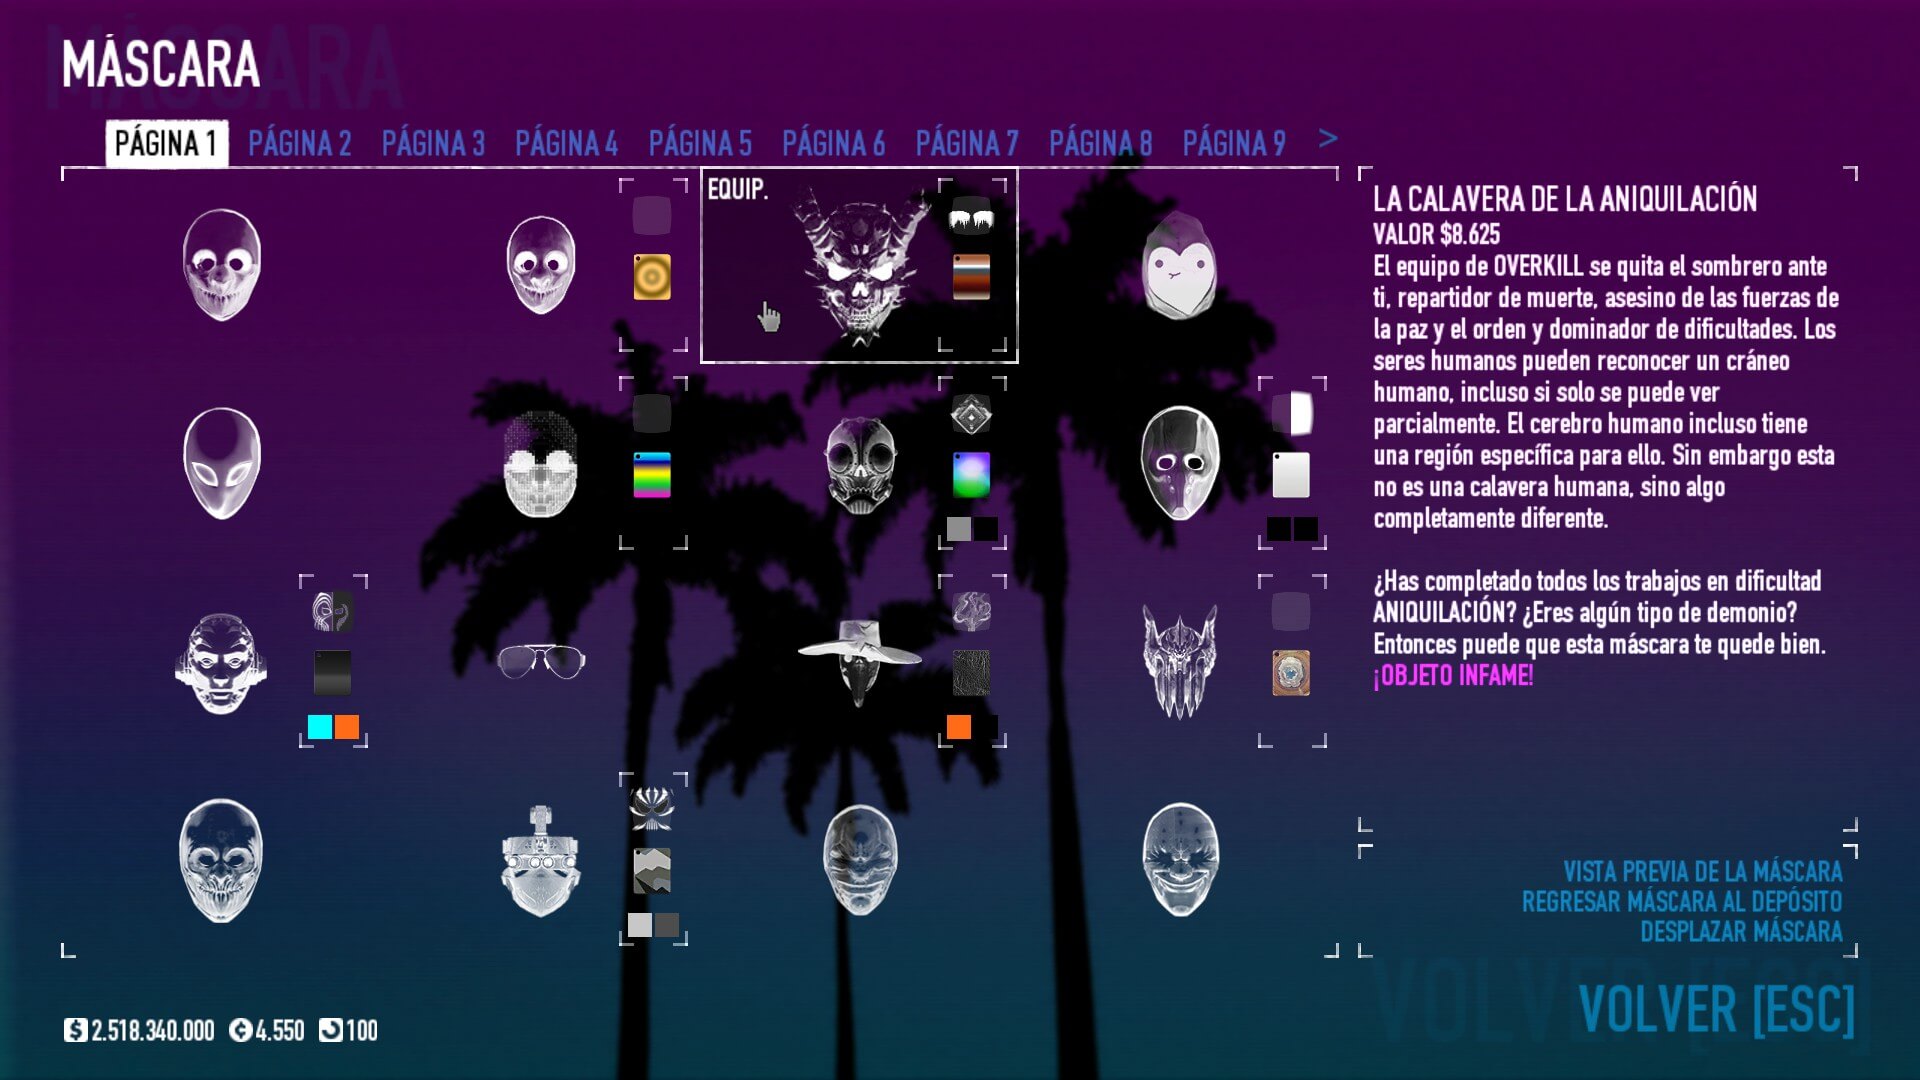 MÁSCARA
PÁGINA 1 PÁGINA 2 PÁGINA 3 PÁGINA 4 PÁGINA 5 PÁGINA 6 PÁGINA 7 PÁGINA 8 PÁGINA 9 >
EQUIP.
LA CALAVERA DE LA ANIQUILACIÓN
VALOR $8.625
El equipo de OVERKILL se quita el sombrero ante
ti, repartidor de muerte, asesino de las fuerzas de
la paz y el orden y dominador de dificultades. Los
seres humanos pueden reconocer un cráneo
humano, incluso si solo se puede ver
parcialmente. El cerebro humano incluso tiene
una región específica para ello. Sin embargo esta
no es una calavera humana, sino algo
completamente diferente.
¿Has completado todos los trabajos en dificultad
ANIQUILACIÓN? ¿Eres algún tipo de demonio?
Entonces puede que esta máscara te quede bien.
¡OBJETO INFAME!
VISTA PREVIA DE LA MÁSCARA
REGRESAR MÁSCARA AL DEPÓSITO
DESPLAZAR MÁSCARA
VOLVER [ESC]
$ 2.518.340.000 4.550 100